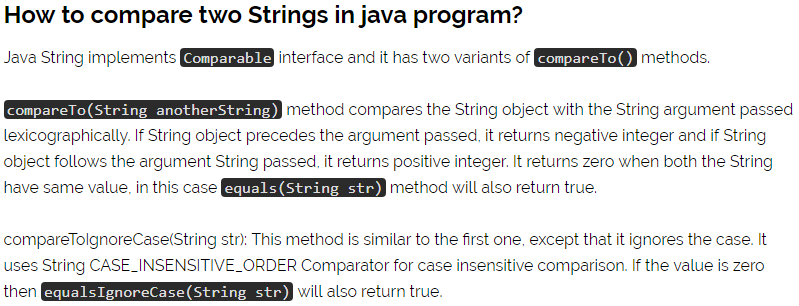 How to compare two Strings in java program?
Java String implements Comparable interface and it has two variants of compareTo() methods.
compareTo(String anotherString) method compares the String object with the String argument passed
lexicographically. If String object precedes the argument passed, it returns negative integer and if String
object follows the argument String passed, it returns positive integer. It returns zero when both the String
have same value, in this case equals(String str) method will also return true.
compareToIgnoreCase(String str): This method is similar to the first one, except that it ignores the case. It
uses String CASE_INSENSITIVE_ORDER Comparator for case insensitive comparison. If the value is zero
then equalsIgnoreCase(String str) will also return true.